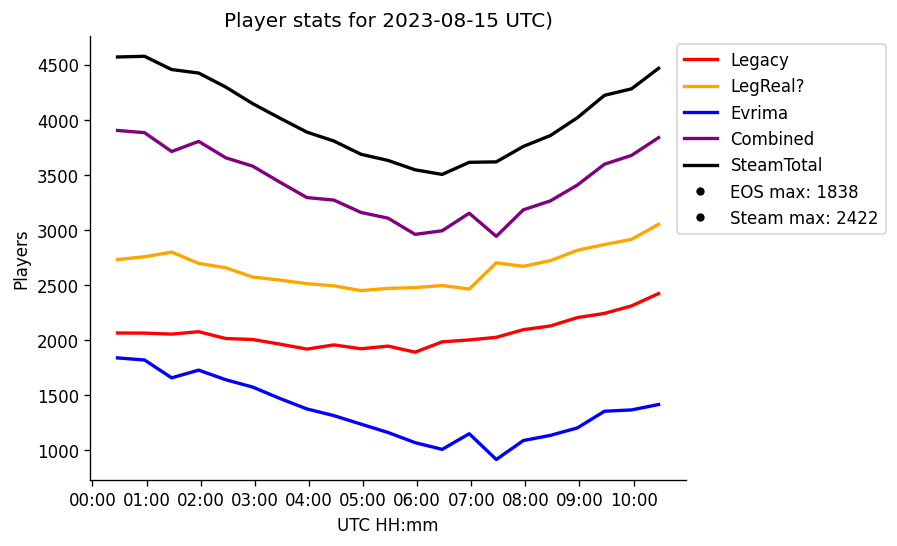 Player stats for 2023-08-15 UTC)
Legacy
LegReal?
Evrima
Combined
SteamTotal
EOS max: 1838
Steam max: 2422
Players
4500
4000
3500
3000
2500
2000
1500
1000
00:00 01:00 02:00 03:00 04:00 05:00 06:00 07:00 08:00 09:00 10:00
UTC HH:mm